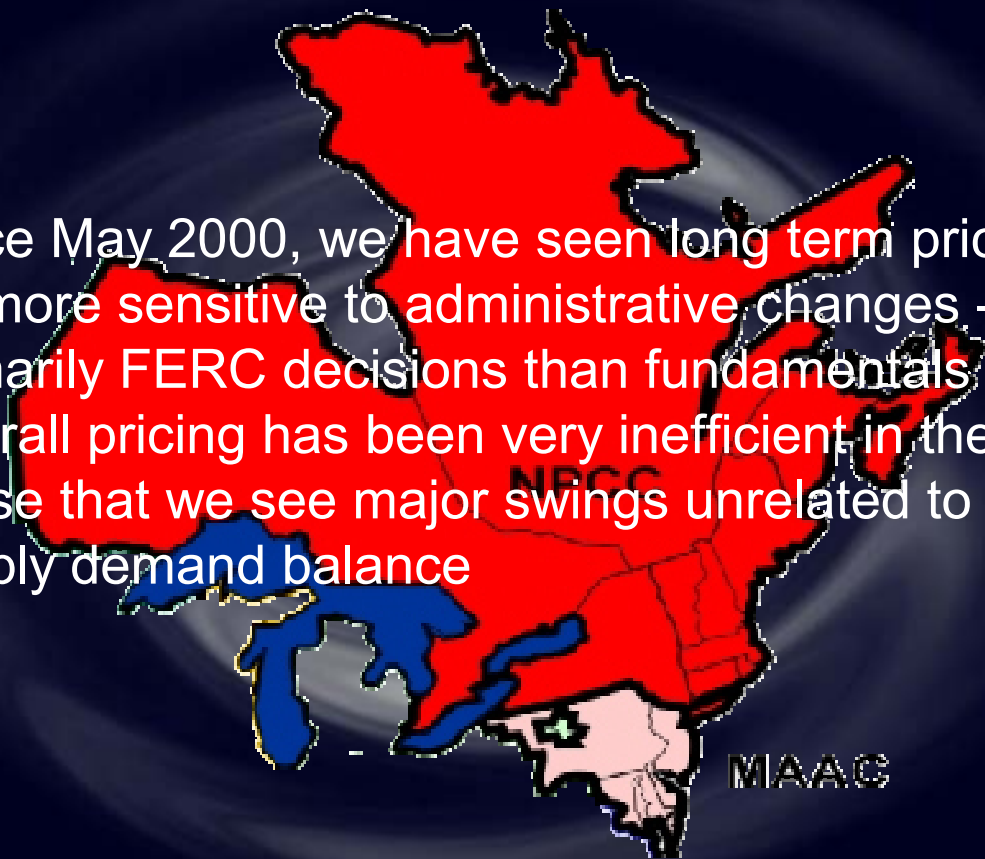 ce May 2000, we have seen long term pric
more sensitive to administrative changes -
arily FERC decisions than fundamentals
rall pricing has been very inefficient in the
NPCC
se that we see major swings unrelated to
ply demand balance
MAAC